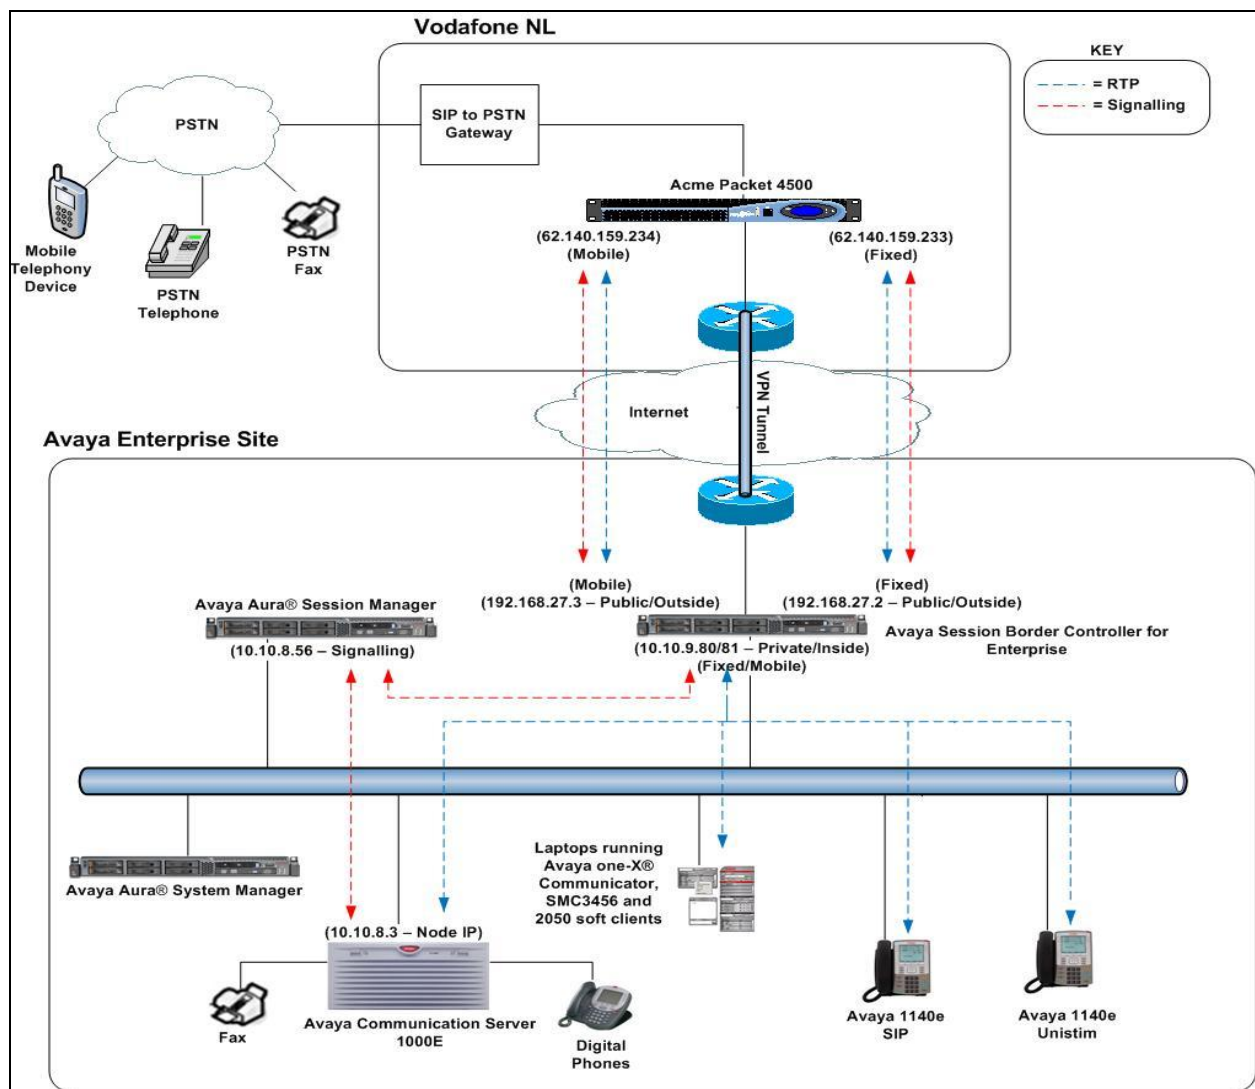 Vodafone NL
KEY
= RTP
= Signalling
SIP to PSTN
Gateway
PSTN
Acme Packet 4500
(62.140.159.234)
(Mobile)
(62.140.159.233)
(Fixed)
Mobile
Telephony
Device
PSTN
Fax
PSTN
Telephone
Internet
VPN Tunnel
Avaya Enterprise Site
(Mobile)
(192.168.27.3 – Public/Outside)
(Fixed)
(192.168.27.2 – Public/Outside)
Avaya Aura® Session Manager
(10.10.8.56 – Signalling)
(10.10.9.80/81 – Private/Inside)
(Fixed/Mobile)
Avaya Session Border Controller for
Enterprise
Avaya Aura® System Manager
Laptops running
Avaya one-X®
Communicator,
SMC3456 and
2050 soft clients
(10.10.8.3 – Node IP)
Fax
Avaya Communication Server
1000E
Digital
Phones
Avaya 1140e
SIP
Avaya 1140e
Unistim